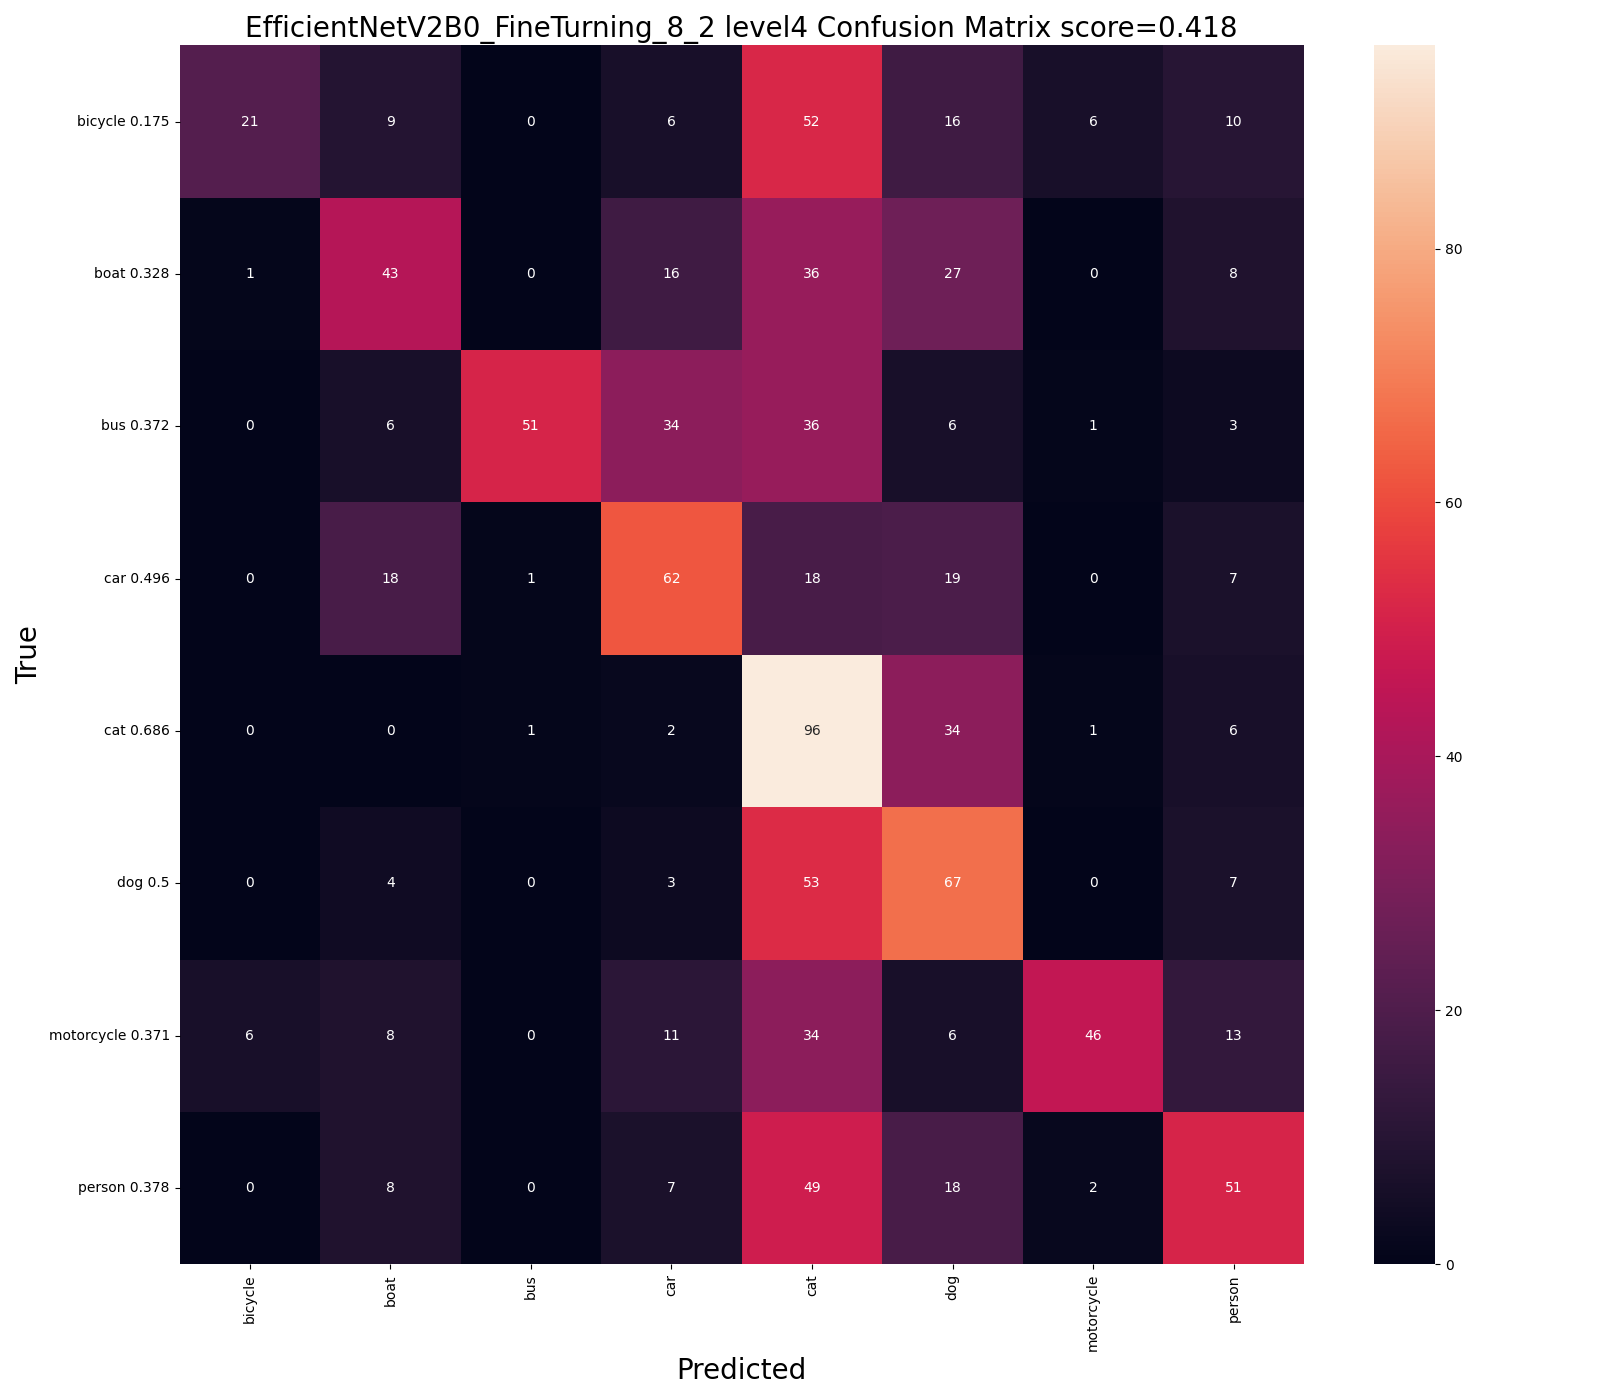 EfficientNetV2B0_FineTurning_8_2 level4 Confusion Matrix score=0.418
bicycle 0.175 21 9 0 6 52 16 6 10
boat 0.328 1 43 0 16 36 27 0 8
bus 0.372 0 6 51 34 36 6 1 3
car 0.496 0 18 1 62 18 19 0 7
cat 0.686 0 0 1 2 96 34 1 6
dog 0.5 0 4 0 3 53 67 0 7
motorcycle 0.371 6 8 0 11 34 6 46 13
person 0.378 0 8 0 7 49 18 2 51
bicycle boat bus car cat dog motorcycle person
Predicted
True
80
60
40
20
0